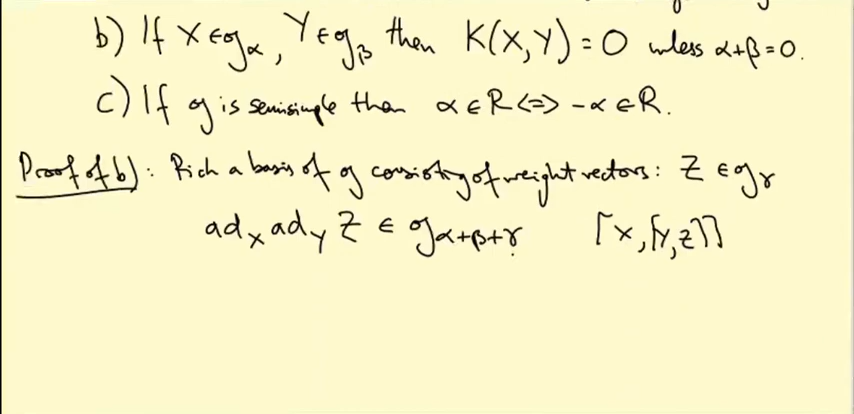 b) If X ∈ 𝔤_α, Y ∈ 𝔤_β then K(X,Y) = 0 unless α+β=0.
c) If 𝔤 is semisimple then α ∈ R <=> -α ∈ R.
Proof of b): Pick a basis of 𝔤 consisting of weight vectors: Z ∈ 𝔤_γ
ad_X ad_Y Z ∈ 𝔤_α+β+γ [X,[Y,Z]]